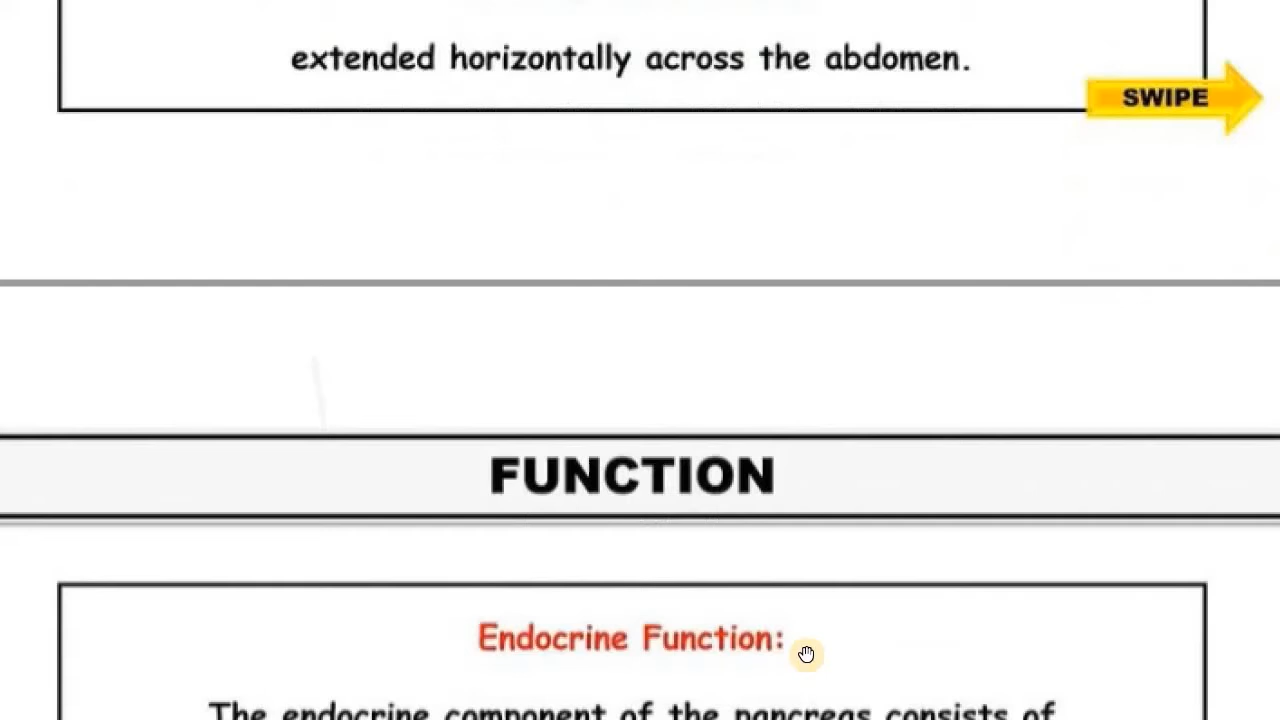 extended horizontally across the abdomen.
SWIPE
FUNCTION
Endocrine Function:
The endocrine component of the pancreas consists of